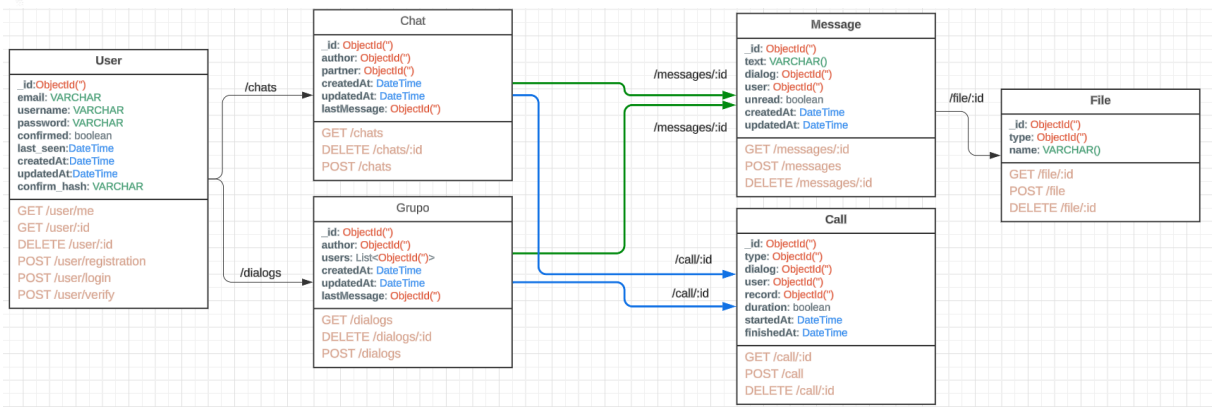 User
_id:ObjectId('')
email: VARCHAR
username: VARCHAR
password: VARCHAR
confirmed: boolean
last_seen:DateTime
createdAt:DateTime
updatedAt:DateTime
confirm_hash: VARCHAR
GET /user/me
GET /user/:id
DELETE /user/:id
POST /user/registration
POST /user/login
POST /user/verify
/chats
/dialogs
Chat
_id: ObjectId('')
author: ObjectId('')
partner: ObjectId('')
createdAt: DateTime
updatedAt: DateTime
lastMessage: ObjectId('')
GET /chats
DELETE /chats/:id
POST /chats
Grupo
_id: ObjectId('')
author: ObjectId('')
users: List<ObjectId('')>
createdAt: DateTime
updatedAt: DateTime
lastMessage: ObjectId('')
GET /dialogs
DELETE /dialogs/:id
POST /dialogs
/messages/:id
/messages/:id
/call/:id
/call/:id
Message
_id: ObjectId('')
text: VARCHAR()
dialog: ObjectId('')
user: ObjectId('')
unread: boolean
createdAt: DateTime
updatedAt: DateTime
GET /messages/:id
POST /messages
DELETE /messages/:id
Call
_id: ObjectId('')
type: ObjectId('')
dialog: ObjectId('')
user: ObjectId('')
record: ObjectId('')
duration: boolean
startedAt: DateTime
finishedAt: DateTime
GET /call/:id
POST /call
DELETE /call/:id
/file/:id
File
_id: ObjectId('')
type: ObjectId('')
name: VARCHAR()
GET /file/:id
POST /file
DELETE /file/:id